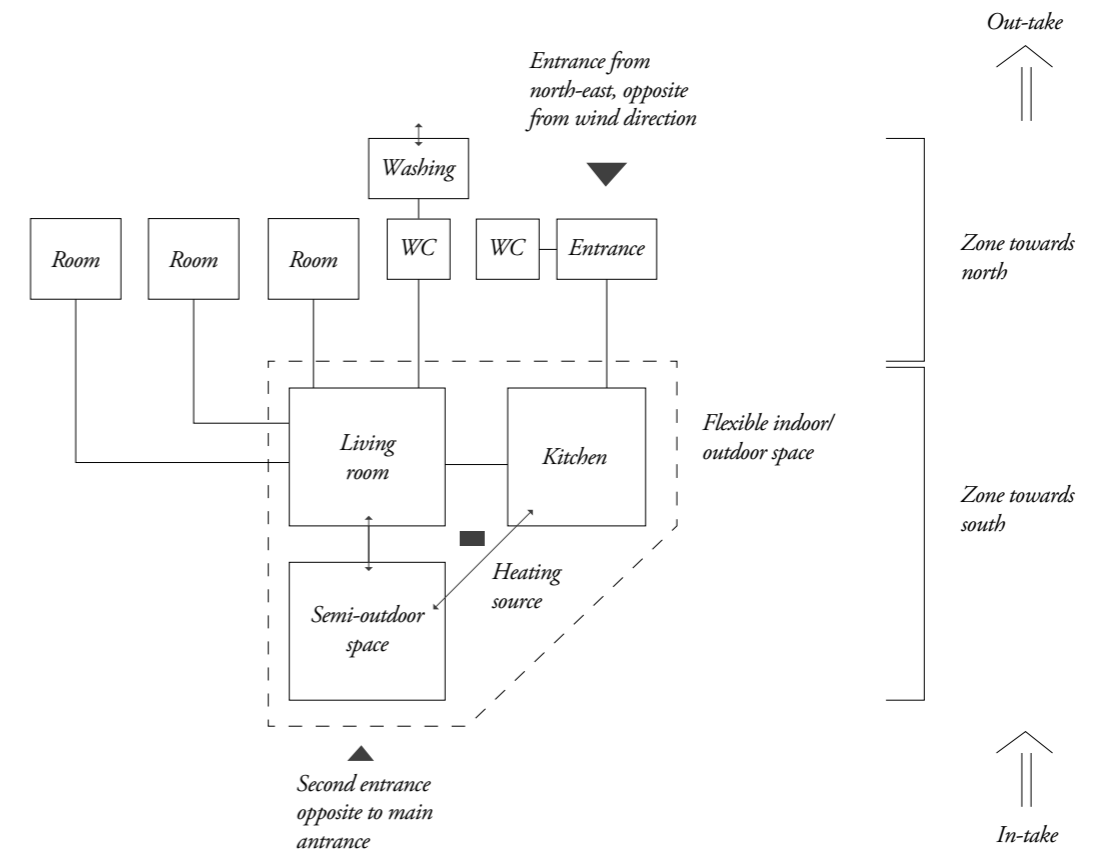 Out-take
Entrance from
north-east, opposite
from wind direction
Washing
Room
Room
Room
WC
WC
Entrance
Zone towards
north
Living
room
Kitchen
Flexible indoor/
outdoor space
Zone towards
south
Heating
source
Semi-outdoor
space
Second entrance
opposite to main
antrance
In-take